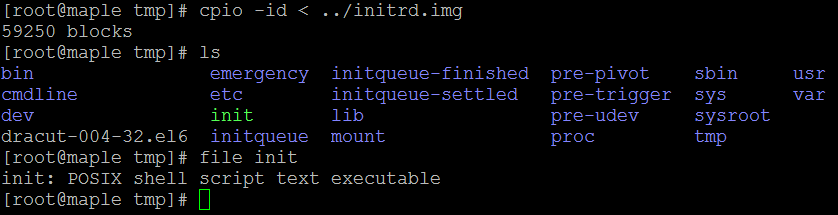 [root@maple tmp]# cpio -id < ../initrd.img
59250 blocks
[root@maple tmp]# ls
bin emergency initqueue-finished pre-pivot sbin usr
cmdline etc initqueue-settled pre-trigger sys var
dev init lib pre-udev sysroot
dracut-004-32.el6 initqueue mount proc tmp
[root@maple tmp]# file init
init: POSIX shell script text executable
[root@maple tmp]#